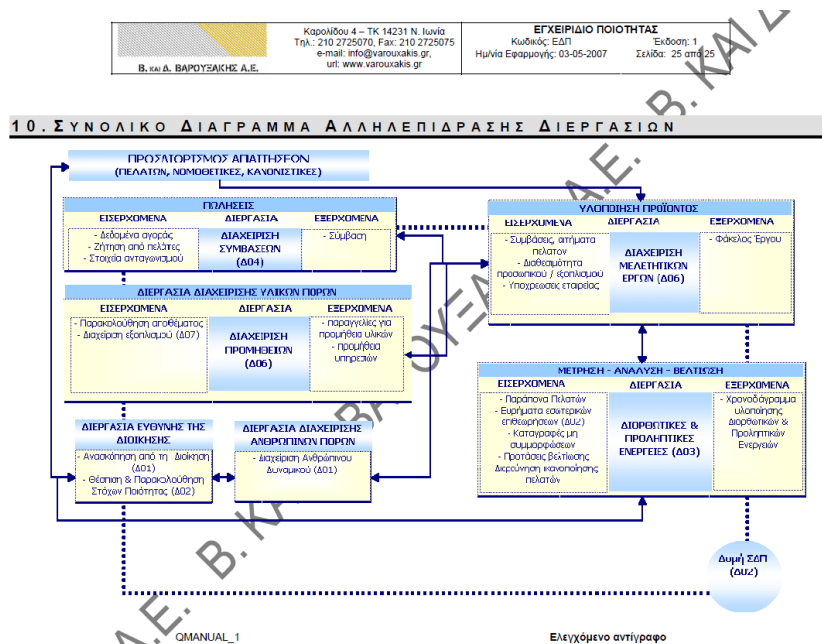 Καρολίδου 4 – ΤΚ 14231 Ν. Ιωνία
Τηλ.: 210 2725070, Fax: 210 2725075
e-mail: info@varouxakis.gr,
url: www.varouxakis.gr
Β. ΚΑΙ Δ. ΒΑΡΟΥΞΑΚΗΣ Α.Ε.
ΕΓΧΕΙΡΙΔΙΟ ΠΟΙΟΤΗΤΑΣ
Κωδικός: ΕΔΠ Έκδοση: 1
Ημ/νία Εφαρμογής: 03-05-2007 Σελίδα: 25 από 25
10. ΣΥΝΟΛΙΚΟ ΔΙΑΓΡΑΜΜΑ ΑΛΛΗΛΕΠΙΔΡΑΣΗΣ ΔΙΕΡΓΑΣΙΩΝ
ΠΡΟΣΔΙΟΡΙΣΜΟΣ ΑΠΑΙΤΗΣΕΩΝ
(ΠΕΛΑΤΩΝ, ΝΟΜΟΘΕΤΙΚΕΣ, ΚΑΝΟΝΙΣΤΙΚΕΣ)
ΠΩΛΗΣΕΙΣ
ΕΙΣΕΡΧΟΜΕΝΑ ΔΙΕΡΓΑΣΙΑ ΕΞΕΡΧΟΜΕΝΑ
- Δεδομένα αγοράς
- Ζήτηση από πελάτες
- Στοιχεία ανταγωνισμού
ΔΙΑΧΕΙΡΙΣΗ
ΣΥΜΒΑΣΕΩΝ
(Δ04)
- Σύμβαση
ΥΛΟΠΟΙΗΣΗ ΠΡΟΪΟΝΤΟΣ
ΕΙΣΕΡΧΟΜΕΝΑ ΔΙΕΡΓΑΣΙΑ ΕΞΕΡΧΟΜΕΝΑ
- Συμβάσεις, αιτήματα
πελατον
- Διαθεσιμότητα
προσωπικού / εξοπλισμού
- Υποχρεωσεις εταιρείας
ΔΙΑΧΕΙΡΙΣΗ
ΜΕΛΕΤΗΤΙΚΩΝ
ΕΡΓΩΝ (Δ06)
- Φάκελος Έργου
ΔΙΕΡΓΑΣΙΑ ΔΙΑΧΕΙΡΙΣΗΣ ΥΛΙΚΩΝ ΠΟΡΩΝ
ΕΙΣΕΡΧΟΜΕΝΑ ΔΙΕΡΓΑΣΙΑ ΕΞΕΡΧΟΜΕΝΑ
- Παρακολούθηση αποθέματος
- Διαχείριση εξοπλισμού (Δ07)
ΔΙΑΧΕΙΡΙΣΗ
ΠΡΟΜΗΘΕΙΩΝ
(Δ06)
- παραγγελίες για
προμήθεια υλικών
- προμήθεια
υπηρεσιών
ΜΕΤΡΗΣΗ - ΑΝΑΛΥΣΗ - ΒΕΛΤΙΩΣΗ
ΕΙΣΕΡΧΟΜΕΝΑ ΔΙΕΡΓΑΣΙΑ ΕΞΕΡΧΟΜΕΝΑ
- Παράπονα Πελατών
- Ευρήματα εσωτερικών
επιθεωρήσεων (Δ02)
- Καταγραφές μη
συμμορφώσεων
- Προτάσεις βελτίωσης
Διερεύνηση ικανοποίησης
πελατών
ΔΙΟΡΘΩΤΙΚΕΣ &
ΠΡΟΛΗΠΤΙΚΕΣ
ΕΝΕΡΓΕΙΕΣ (Δ03)
- Χρονοδιάγραμμα
υλοποίησης
Διορθωτικών &
Προληπτικών
Ενεργειών
ΔΙΕΡΓΑΣΙΑ ΕΥΘΥΝΗΣ ΤΗΣ
ΔΙΟΙΚΗΣΗΣ
- Ανασκόπηση από τη Διοίκηση
(Δ01)
- Θέσπιση & Παρακολούθηση
Στόχων Ποιότητας (Δ02)
ΔΙΕΡΓΑΣΙΑ ΔΙΑΧΕΙΡΙΣΗΣ
ΑΝΘΡΩΠΙΝΩΝ ΠΟΡΩΝ
- Διαχείριση Ανθρώπινου
Δυναμικού (Δ01)
Δομή ΣΔΠ
(Δ02)
QMANUAL_1 Ελεγχόμενο αντίγραφο